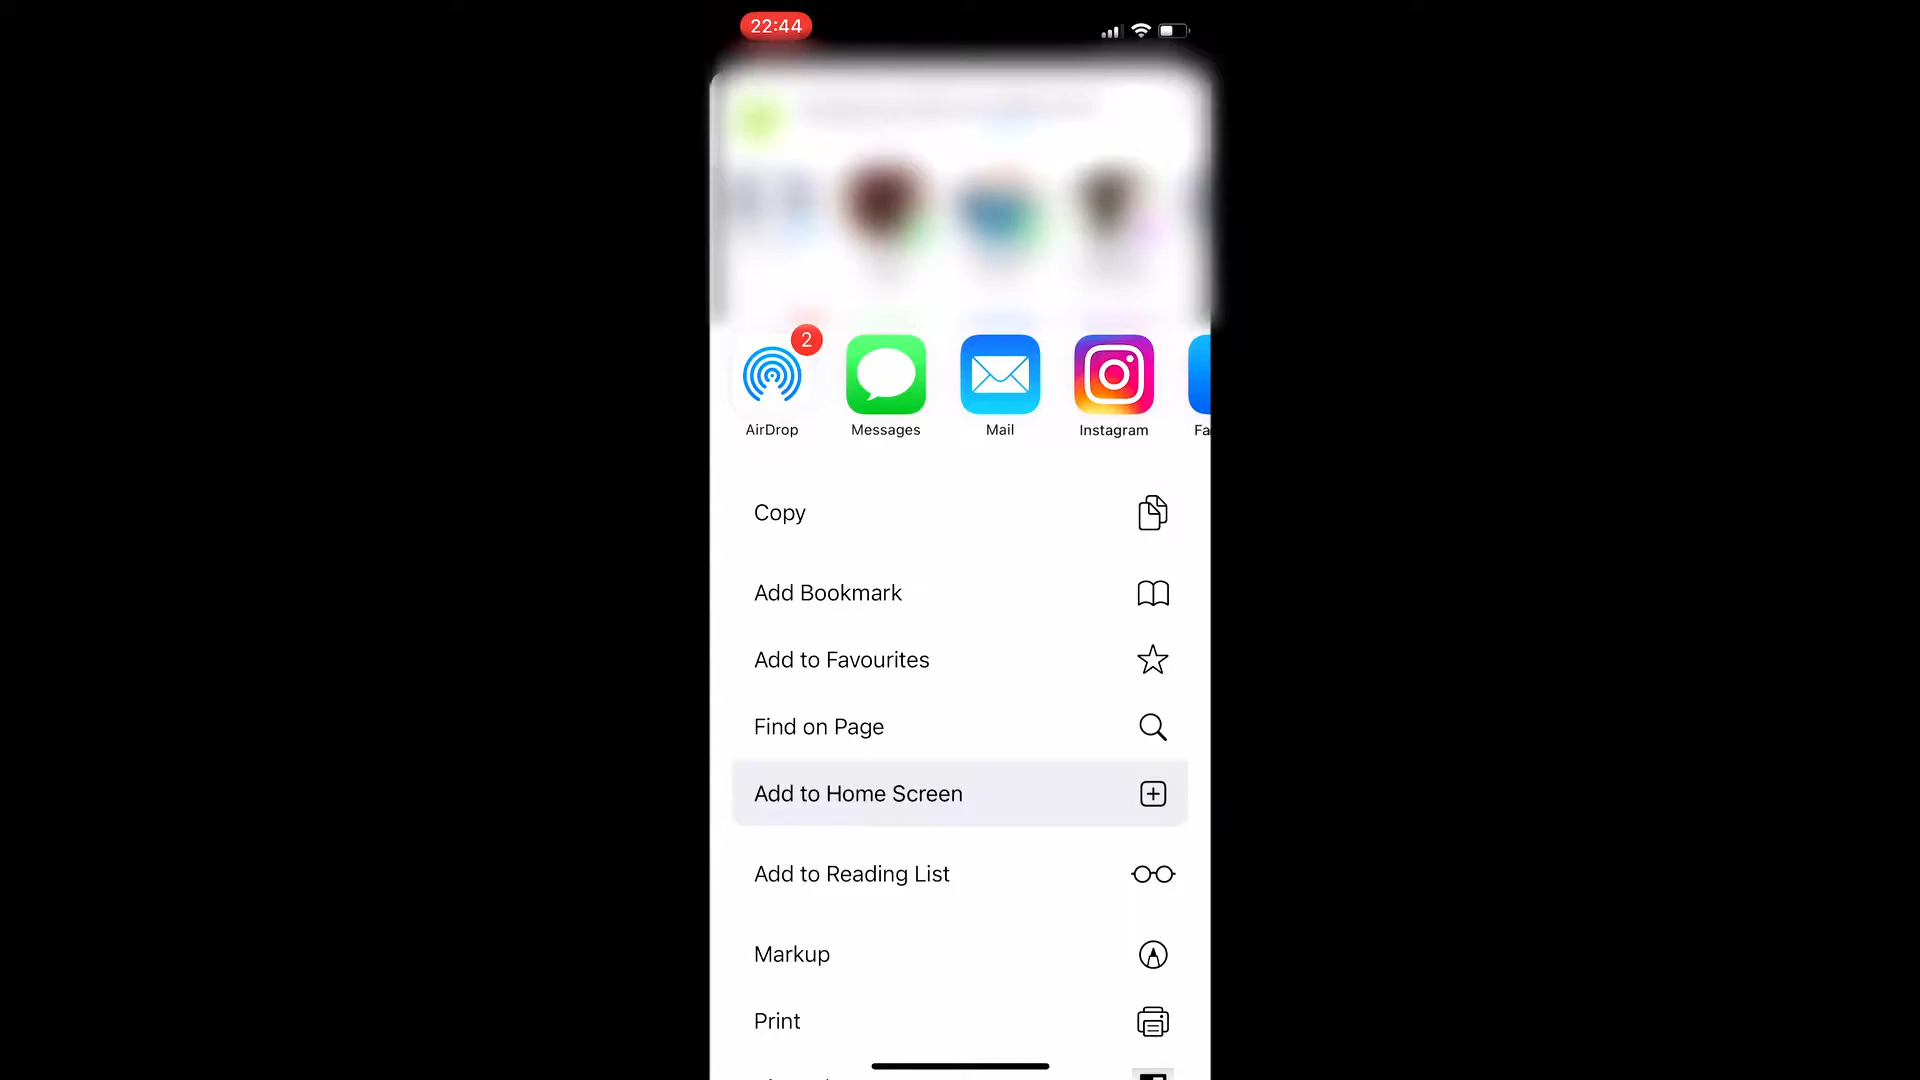 22:44
2
AirDrop
Messages
Mail
Instagram
Fa
Copy
Add Bookmark
Add to Favourites
Find on Page
Add to Home Screen
Add to Reading List
Markup
Print